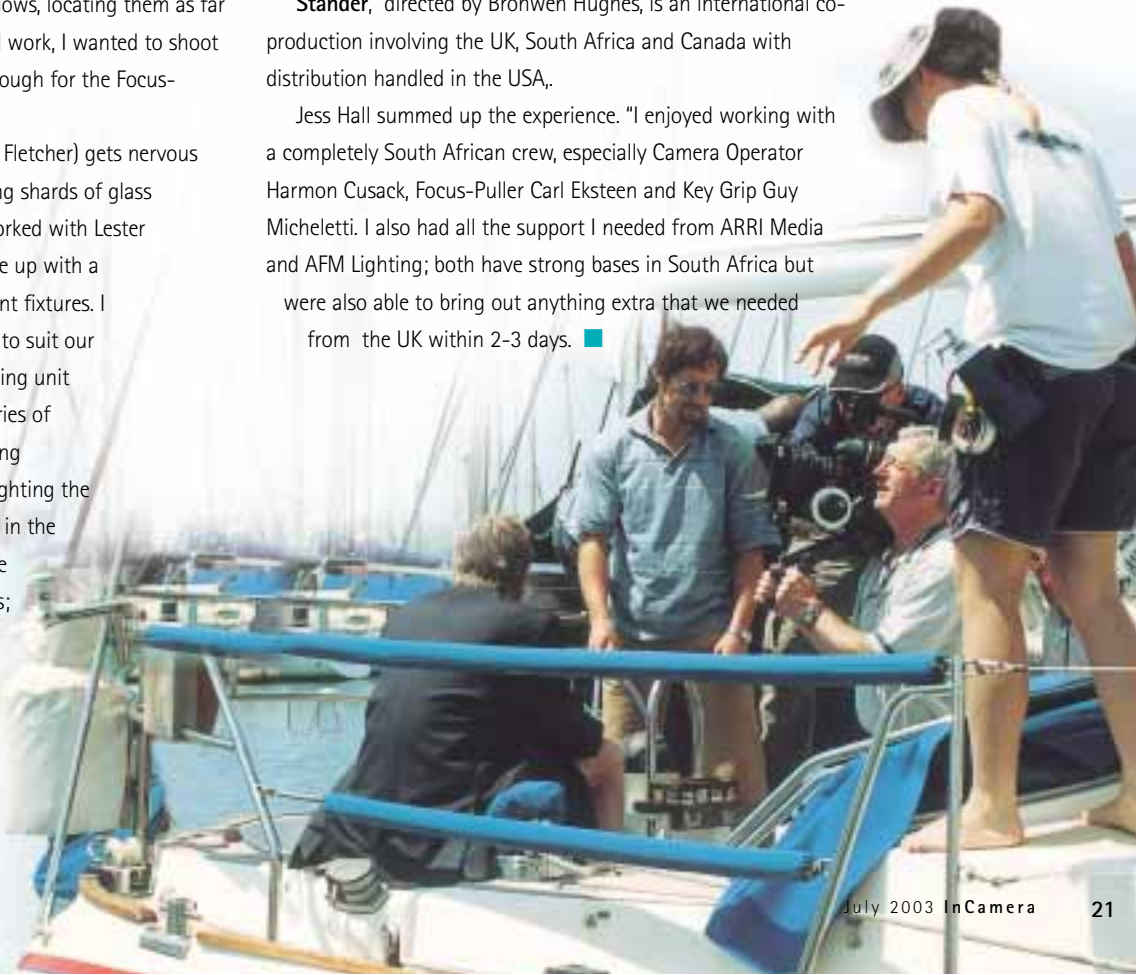 ows, locating them as far
work, I wanted to shoot
ough for the Focus-
Fletcher) gets nervous
ng shards of glass
orked with Lester
e up with a
nt fixtures. I
to suit our
ing unit
ries of
ng
ghting the
in the
e
s;
Stander, directed by Bronwen Hughes, is an international co-
production involving the UK, South Africa and Canada with
distribution handled in the USA,.
Jess Hall summed up the experience. "I enjoyed working with
a completely South African crew, especially Camera Operator
Harmon Cusack, Focus-Puller Carl Eksteen and Key Grip Guy
Micheletti. I also had all the support I needed from ARRI Media
and AFM Lighting; both have strong bases in South Africa but
were also able to bring out anything extra that we needed
from the UK within 2-3 days.
July 2003 InCamera 21